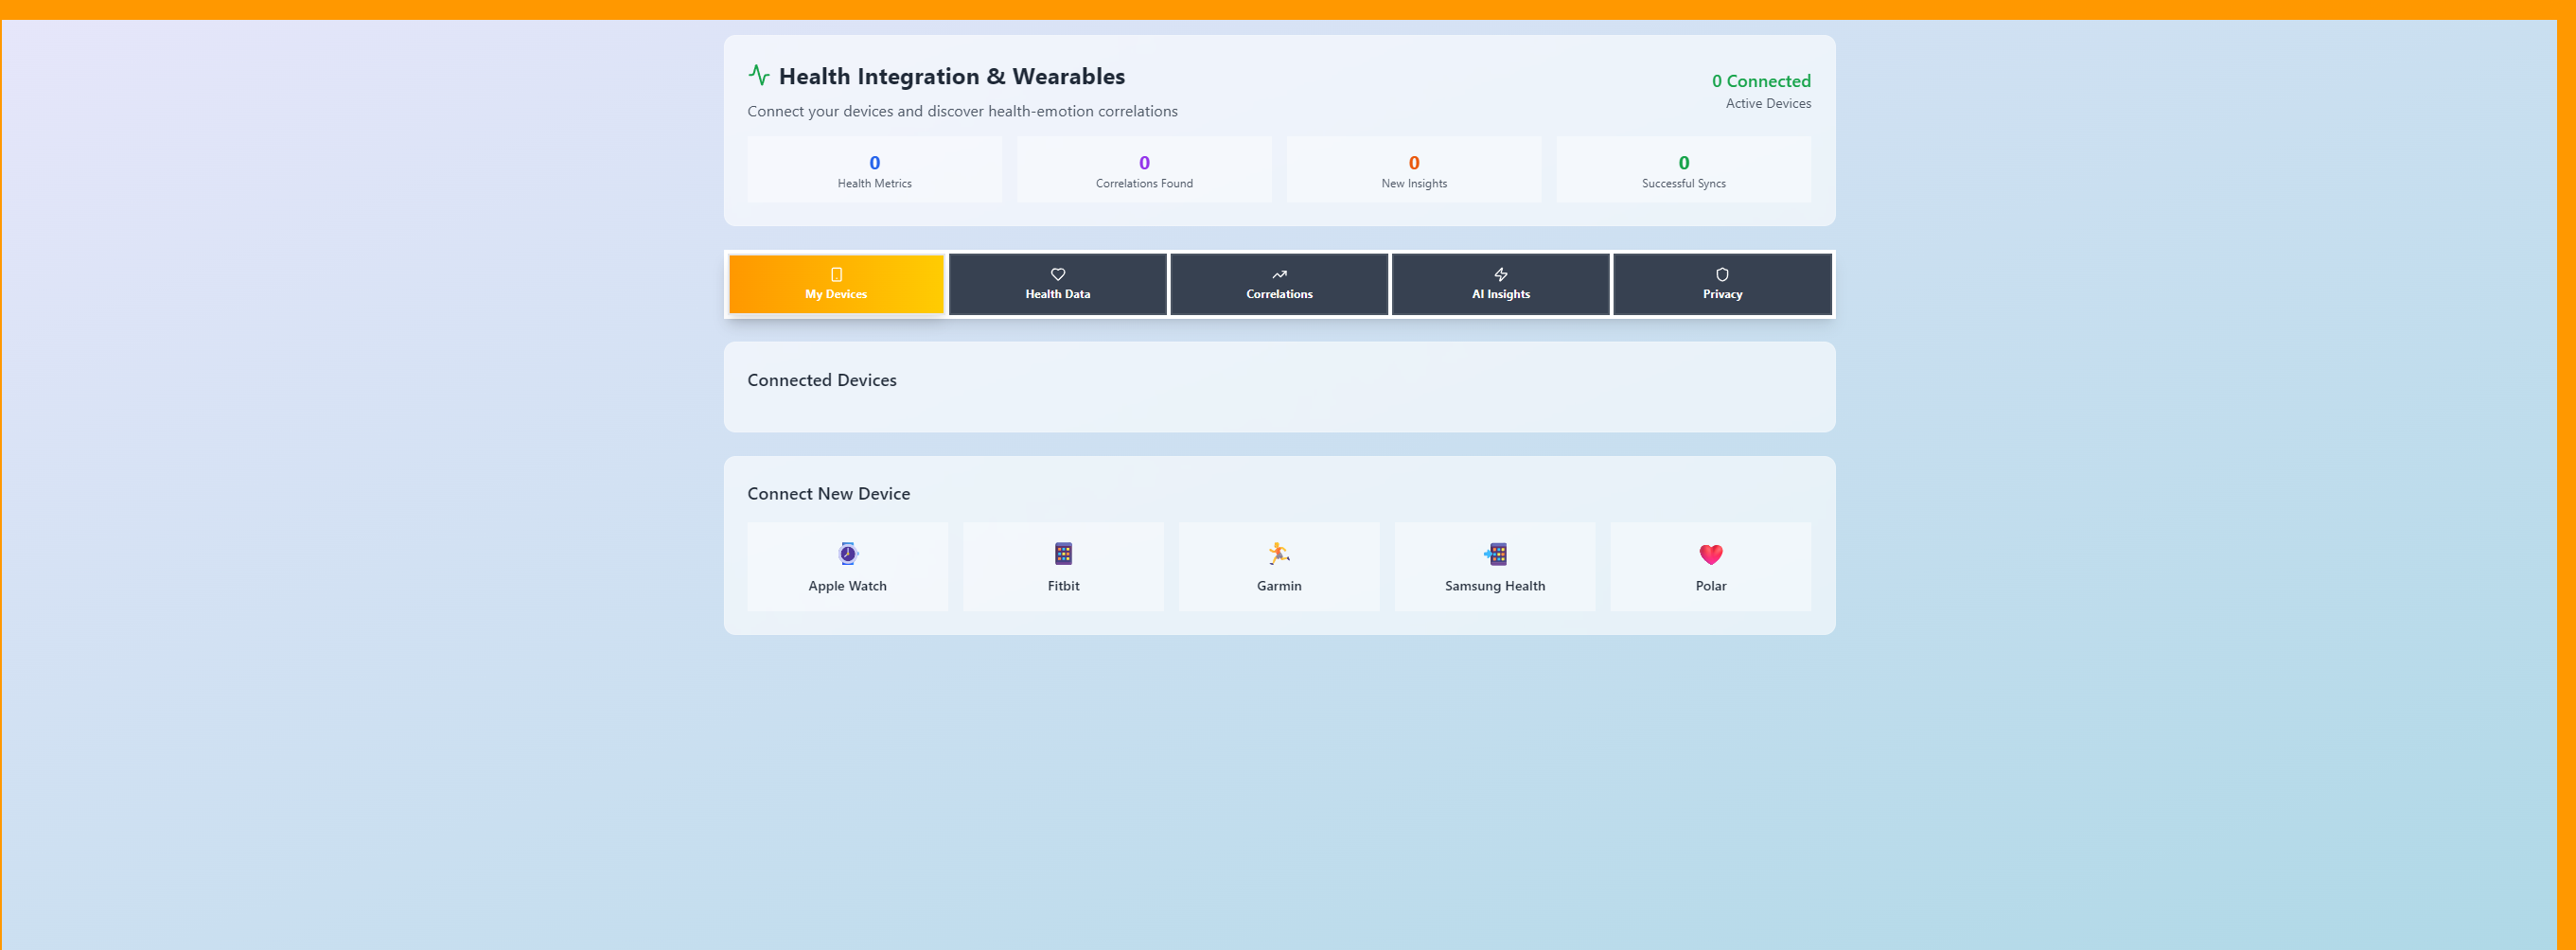 Health Integration & Wearables
Connect your devices and discover health-emotion correlations
0 Connected
Active Devices
0
Health Metrics
0
Correlations Found
0
New Insights
0
Successful Syncs
My Devices
Health Data
Correlations
AI Insights
Privacy
Connected Devices
Connect New Device
Apple Watch
Fitbit
Garmin
Samsung Health
Polar